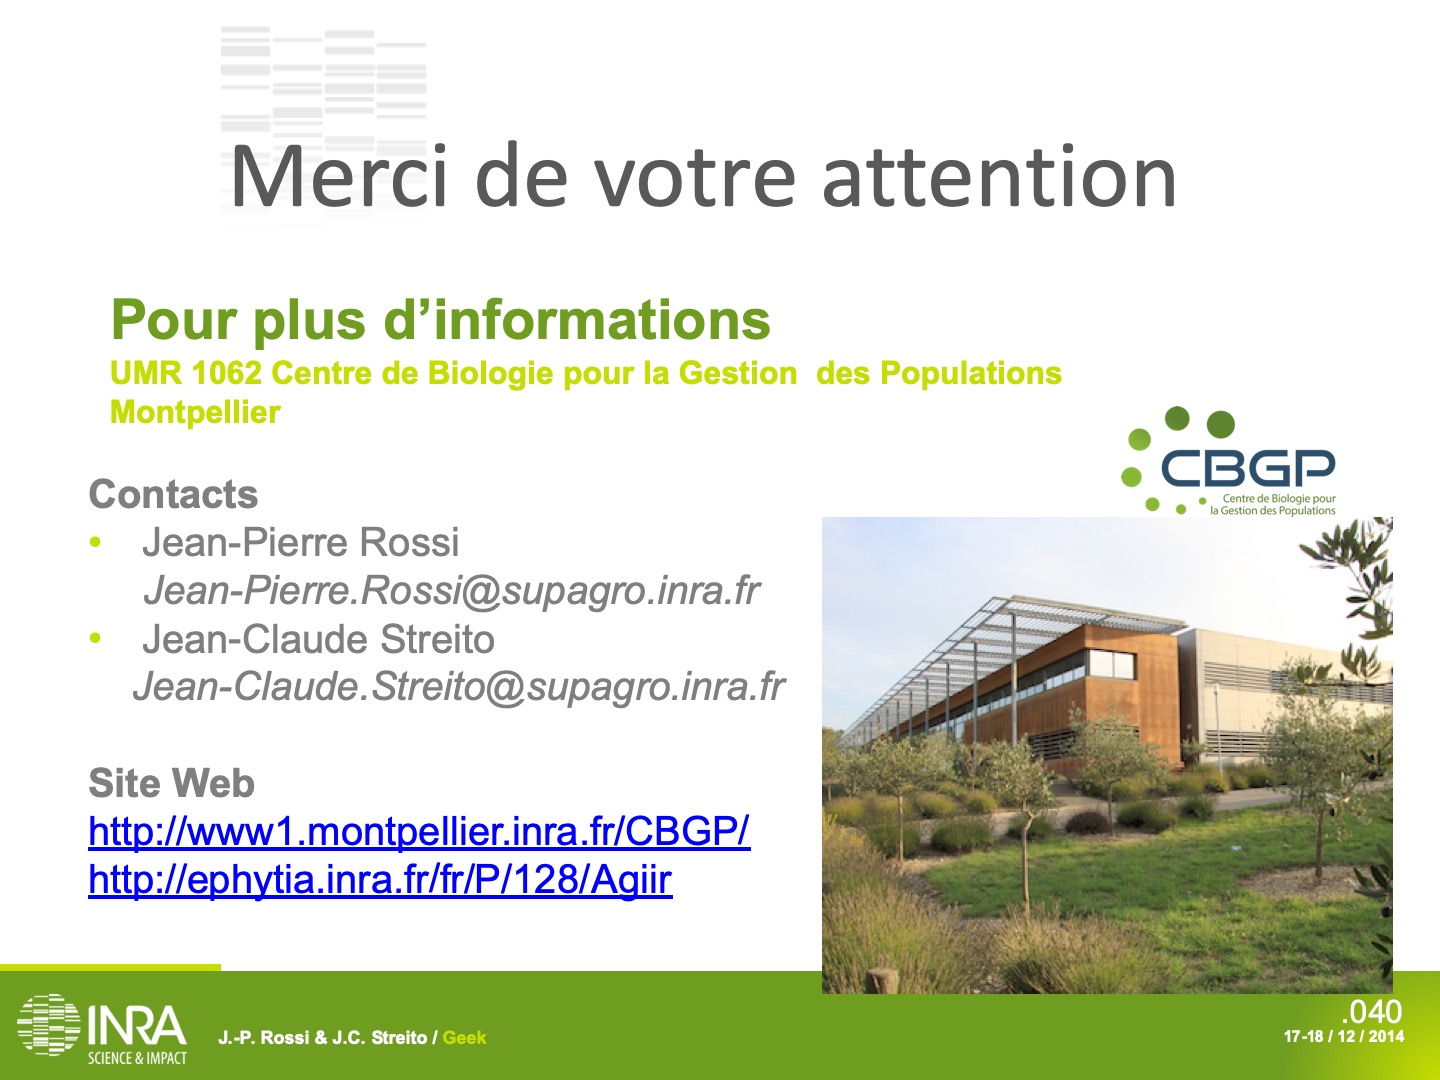 Merci de votre attention
Pour plus d’informations
UMR 1062 Centre de Biologie pour la Gestion  des Populations
Montpellier
CBGP
Centre de Biologie pour
la Gestion des Populations
Contacts
• Jean-Pierre Rossi
Jean-Pierre.Rossi@supagro.inra.fr
• Jean-Claude Streito
Jean-Claude.Streito@supagro.inra.fr
Site Web
http://www1.montpellier.inra.fr/CBGP/
http://ephytia.inra.fr/fr/P/128/Agiir
INRA
SCIENCE & IMPACT
J.-P. Rossi & J.C. Streito / Geek
.040
17-18 / 12 / 2014